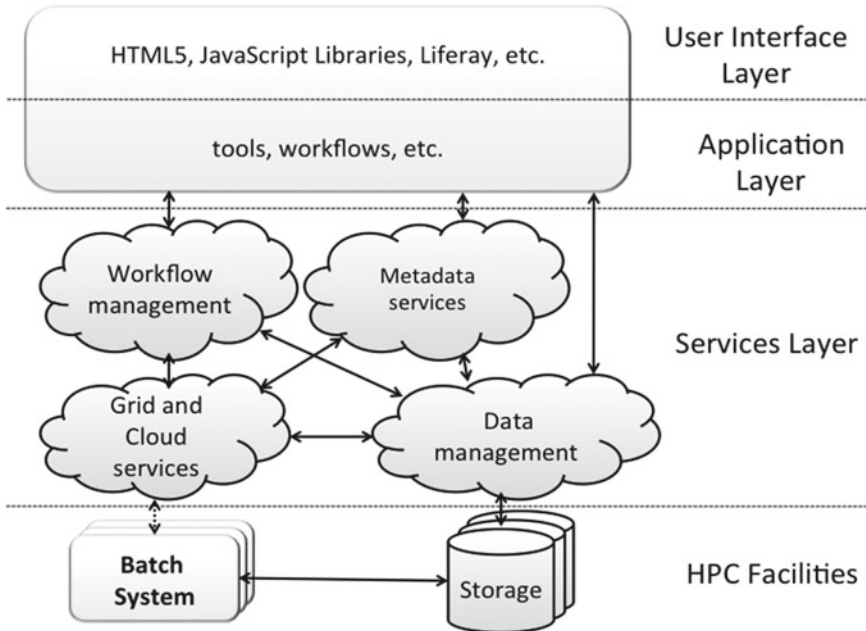 HTML5, JavaScript Libraries, Liferay, etc.
User Interface
Layer
tools, workflows, etc.
Application
Layer
Workflow
management
Metadata
services
Services Layer
Grid and
Cloud
services
Data
management
Batch
System
Storage
HPC Facilities